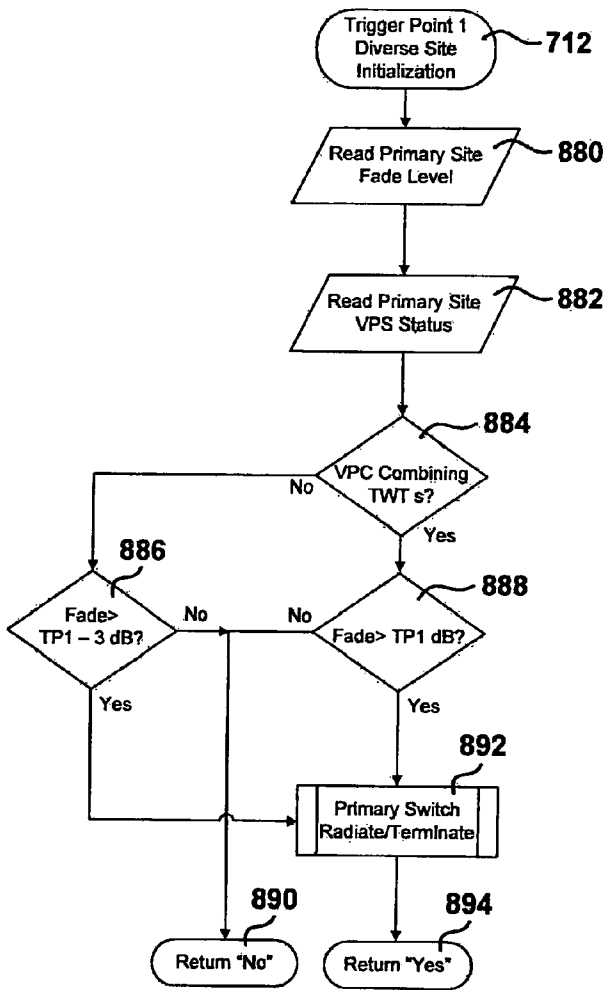 Trigger Point 1
Diverse Site
Initialization
712
Read Primary Site
Fade Level
880
Read Primary Site
VPS Status
882
884
VPC Combining
TWT s?
No
Yes
886
Fade>
TP1 – 3 dB?
No
Yes
888
No
Fade> TP1 dB?
Yes
892
Primary Switch
Radiate/Terminate
890
Return "No"
894
Return "Yes"